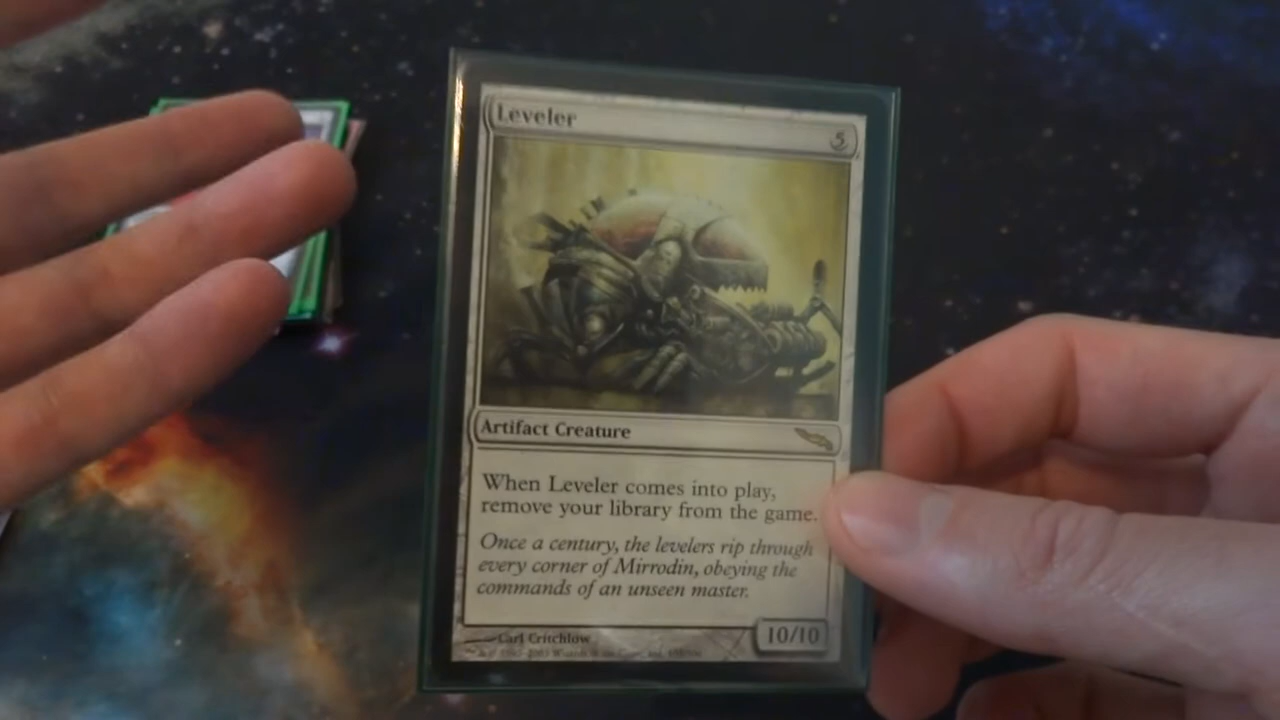 Leveler
5
Artifact Creature
When Leveler comes into play,
remove your library from the game.
Once a century, the levelers rip through
every corner of Mirrodin, obeying the
commands of an unseen master.
10/10
Carl Critchlow